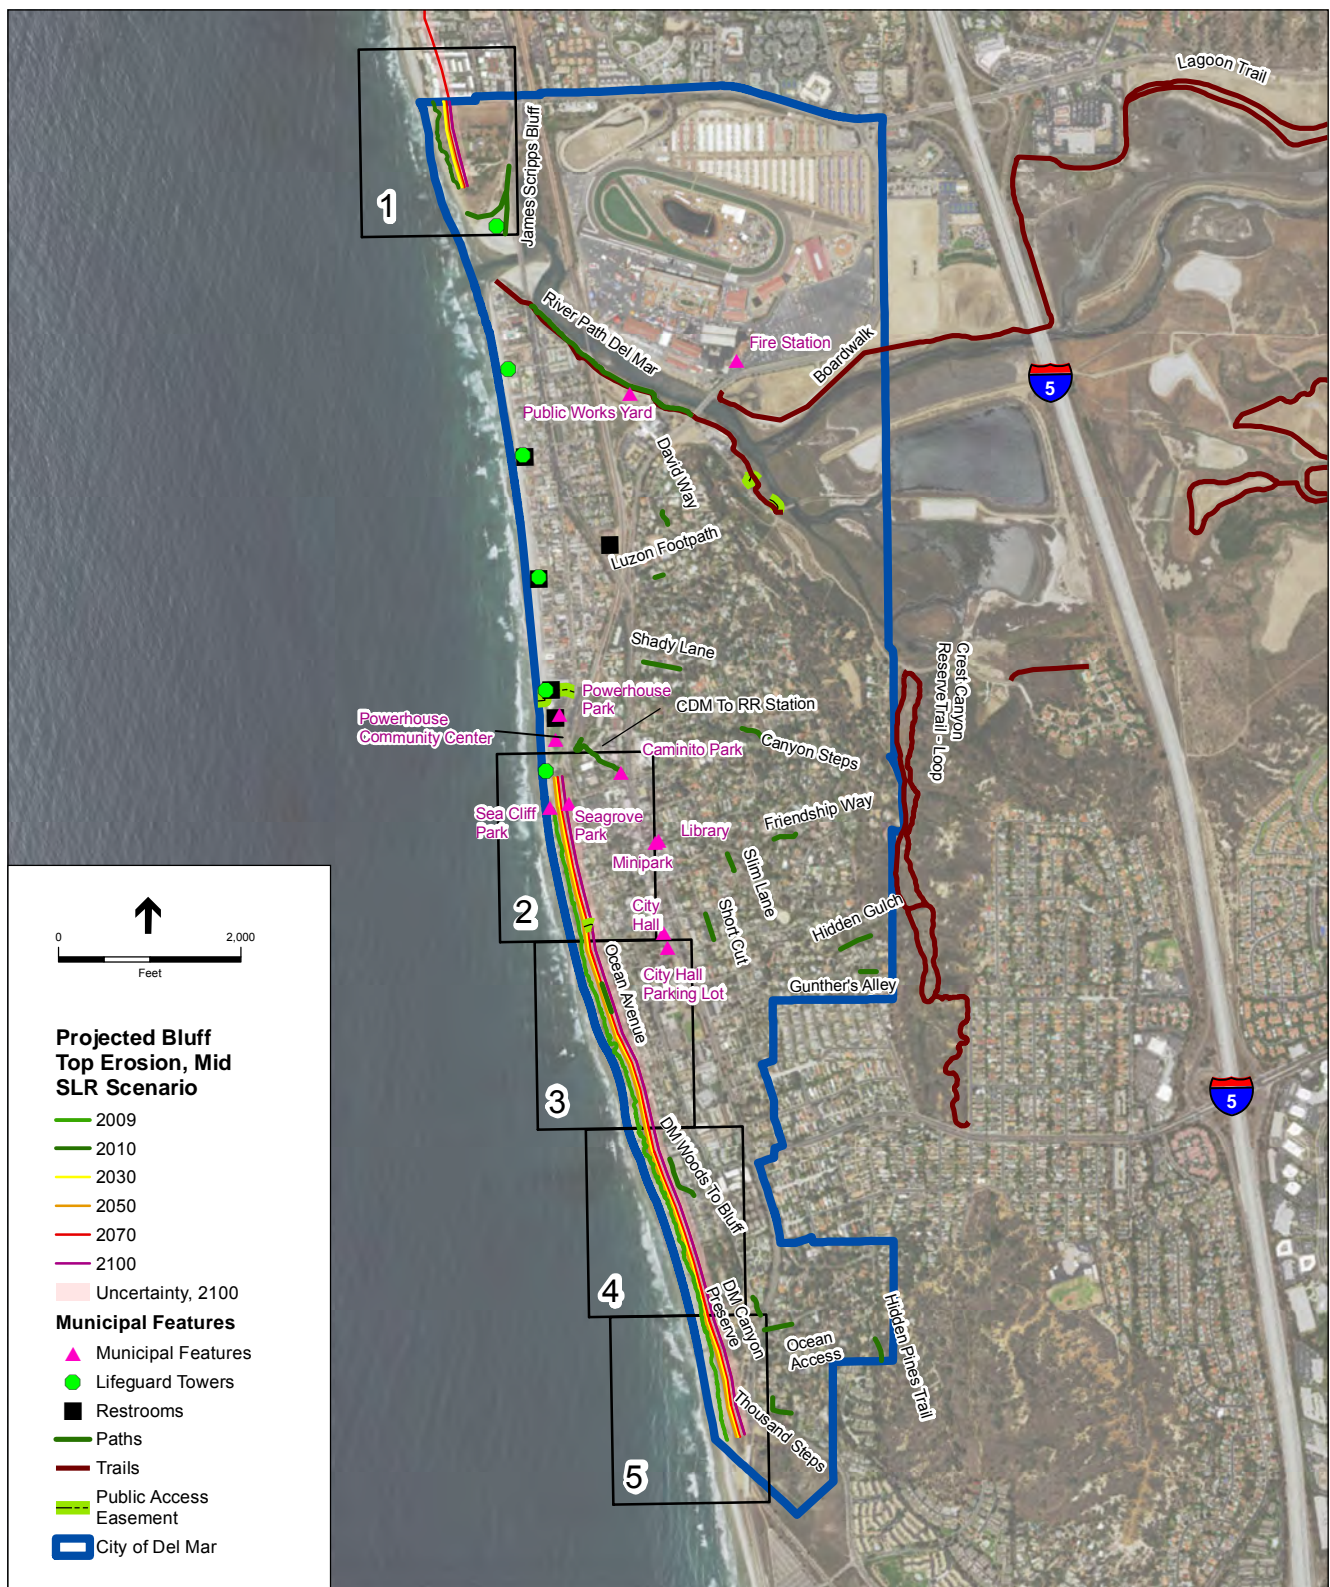 Lagoon Trail
James Scripps Bluff
1
River Path Del Mar
Fire Station
Boardwalk
5
Public Works Yard
David Way
Luzon Footpath
Shady Lane
Crest Canyon
ReserveTrail - Loop
Powerhouse
Park
CDM To RR Station
Powerhouse
Community Center
Caminito Park
Canyon Steps
Sea Cliff
Park
Seagrove
Park
Library
Minipark
Friendship Way
Slim Lane
2
City
Hall
Short Cut
Hidden Gulch
City Hall
Parking Lot
Gunther's Alley
Ocean Avenue
3
5
DM Woods To Bluff
4
DM Canyon
Preserve
Ocean
Access
Hidden Pines Trail
Thousand Steps
5
0
2,000
Feet
Projected Bluff
Top Erosion, Mid
SLR Scenario
2009
2010
2030
2050
2070
2100
Uncertainty, 2100
Municipal Features
Municipal Features
Lifeguard Towers
Restrooms
Paths
Trails
Public Access
Easement
City of Del Mar